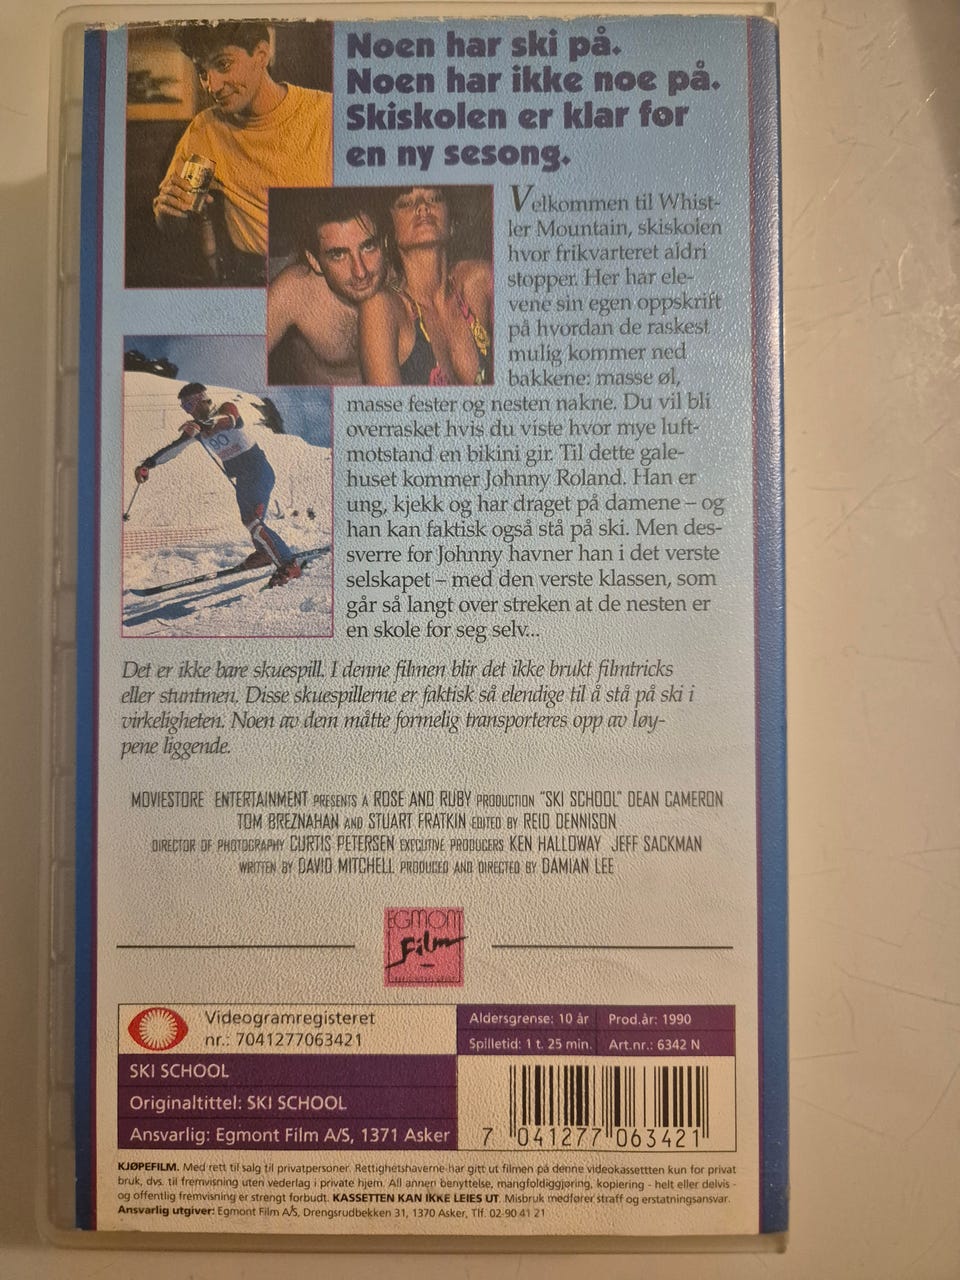 Noen har ski på.
Noen har ikke noe på.
Skiskolen er klar for
en ny sesong.
Velkommen til Whist-
ler Mountain, skiskolen
hvor frikvarteret aldri
stopper. Her har ele-
vene sin egen oppskrift
på hvordan de raskest
mulig kommer ned
bakkene: masse øl,
masse fester og nesten nakne. Du vil bli
overrasket hvis du viste hvor mye luft-
motstand en bikini gir. Til dette gale-
huset kommer Johnny Roland. Han er
ung, kjekk og har draget på damene – og
han kan faktisk også stå på ski. Men des-
sverre for Johnny havner han i det verste
selskapet – med den verste klassen, som
går så langt over streken at de nesten er
en skole for seg selv...
90
Det er ikke bare skuespill. I denne filmen blir det ikke brukt filmtricks
eller stuntmen. Disse skuespillerne er faktisk så elendige til å stå på ski i
virkeligheten. Noen av dem måtte formelig transporteres opp av løy-
pene liggende.
MOVIESTORE ENTERTAINMENT PRESENTS A ROSE AND RUBY PRODUCTION "SKI SCHOOL" DEAN CAMERON
TOM BREZNAHAN AND STUART FRATKIN EDITED BY REID DENNISON
DIRECTOR OF PHOTOGRAPHY CURTIS PETERSEN EXECUTIVE PRODUCERS KEN HALLOWAY JEFF SACKMAN
WRITTEN BY DAVID MITCHELL PRODUCED AND DIRECTED BY DAMIAN LEE
EGMONT
Film
Videogramregisteret
nr.: 7041277063421
Aldersgrense: 10 år Prod.år: 1990
Spilletid: 1 t. 25 min. Art.nr.: 6342 N
SKI SCHOOL
Originaltittel: SKI SCHOOL
Ansvarlig: Egmont Film A/S, 1371 Asker
7 041277 063421
KJØPEFILM. Med rett til salg til privatpersoner. Rettighetshaverne har gitt ut filmen på denne videokassettten kun for privat
bruk, dvs. til fremvisning uten vederlag i private hjem. All annen benyttelse, mangfoldiggjøring, kopiering - helt eller delvis -
og offentlig fremvisning er strengt forbudt. KASSETTEN KAN IKKE LEIES UT. Misbruk medfører straff og erstatningsansvar.
Ansvarlig utgiver: Egmont Film A/S, Drengsrudbekken 31, 1370 Asker, Tlf. 02-90 41 21